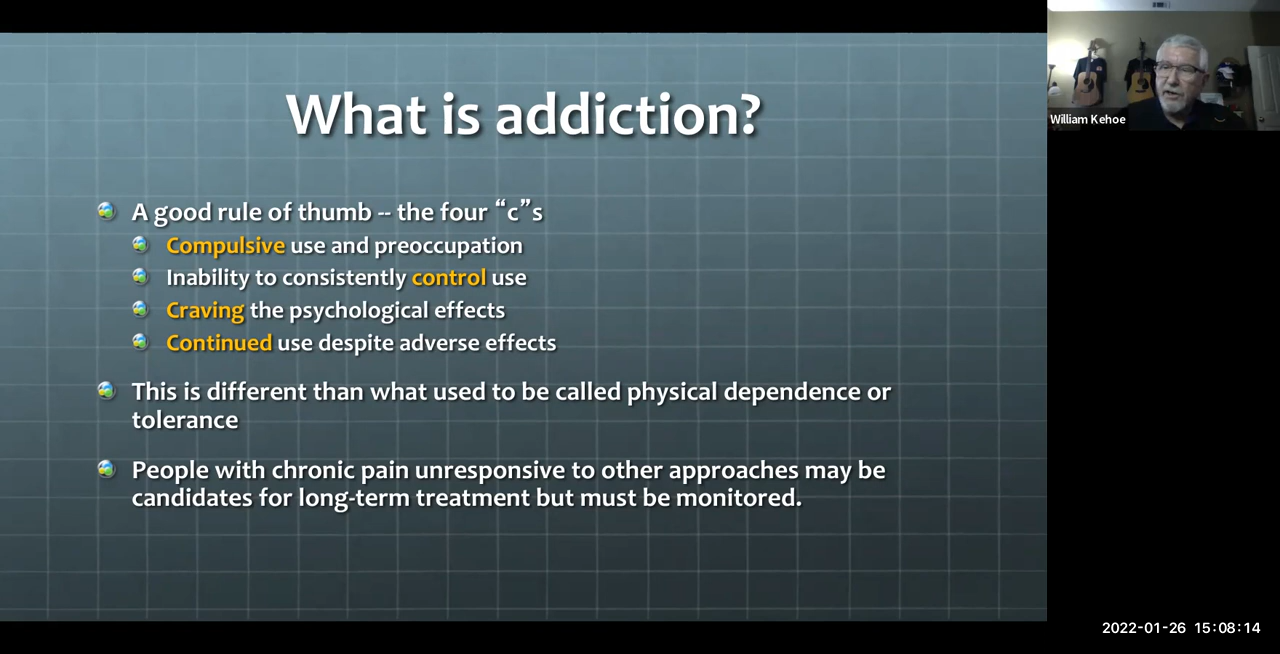 What is addiction?
A good rule of thumb -- the four “c”s
Compulsive use and preoccupation
Inability to consistently control use
Craving the psychological effects
Continued use despite adverse effects
This is different than what used to be called physical dependence or
tolerance
People with chronic pain unresponsive to other approaches may be
candidates for long-term treatment but must be monitored.
William Kehoe
2022-01-26 15:08:14